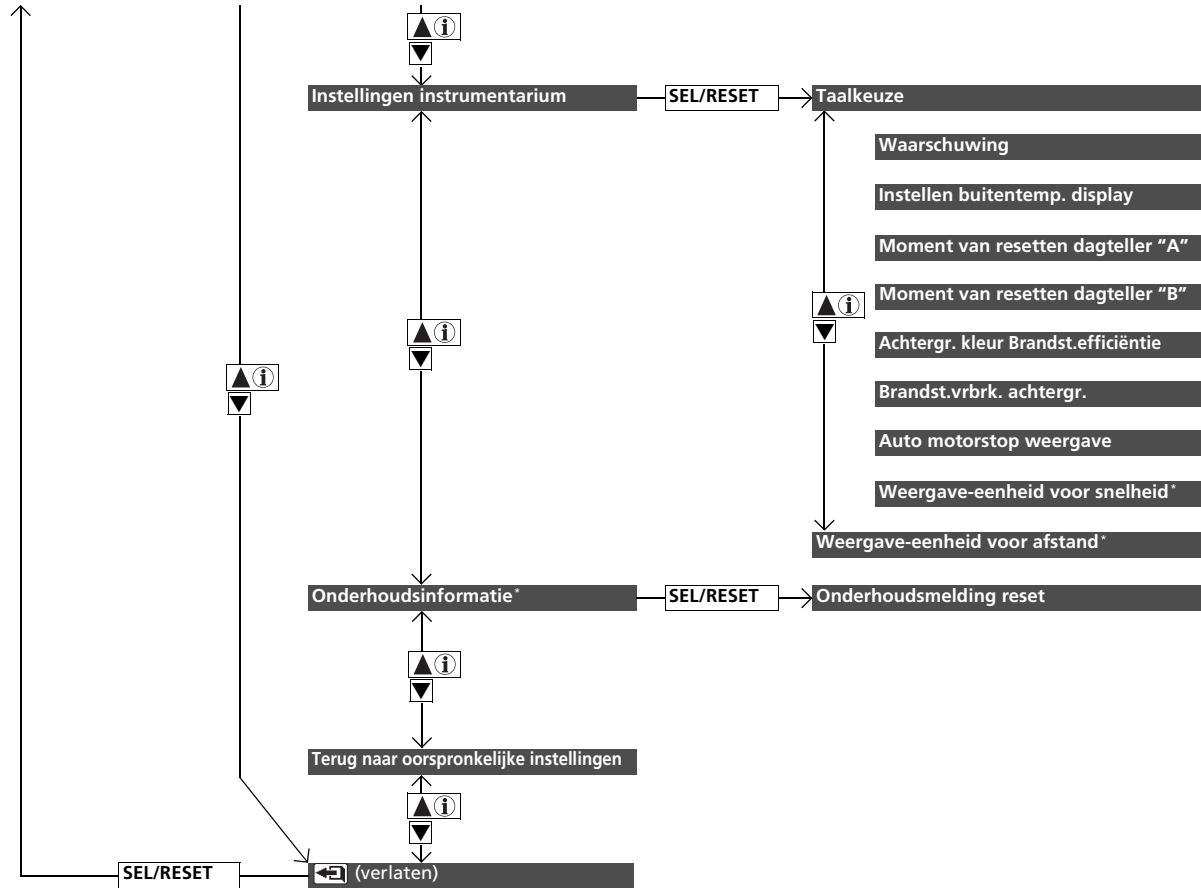 Instellingen instrumentarium SEL/RESET Taalkeuze
Waarschuwing
Instellen buitentemp. display
Moment van resetten dagteller “A”
Moment van resetten dagteller “B”
Achtergr. kleur Brandst.efficiëntie
Brandst.vrbrk. achtergr.
Auto motorstop weergave
Weergave-eenheid voor snelheid*
Weergave-eenheid voor afstand*
Onderhoudsinformatie* SEL/RESET Onderhoudsmelding reset
Terug naar oorspronkelijke instellingen
SEL/RESET (verlaten)